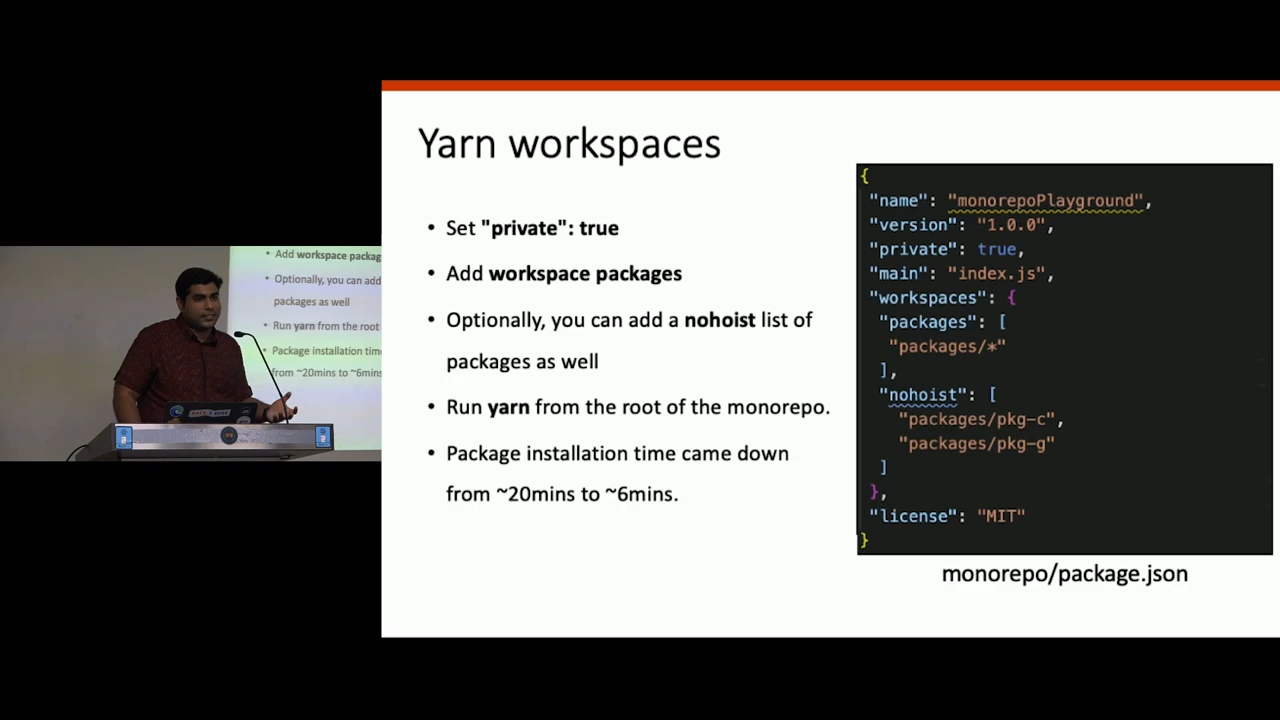 Yarn workspaces
• Set "private": true
• Add workspace packages
• Optionally, you can add a nohoist list of
packages as well
• Run yarn from the root of the monorepo.
• Package installation time came down
from ~20mins to ~6mins.
{
"name": "monorepoPlayground",
"version": "1.0.0",
"private": true,
"main": "index.js",
"workspaces": {
"packages": [
"packages/*"
],
"nohoist": [
"packages/pkg-c",
"packages/pkg-g"
]
},
"license": "MIT"
}
monorepo/package.json
• Add workspace packag
• Optionally, you can add
packages as well
• Run yarn from the root
• Package installation time
from ~20mins to ~6mins